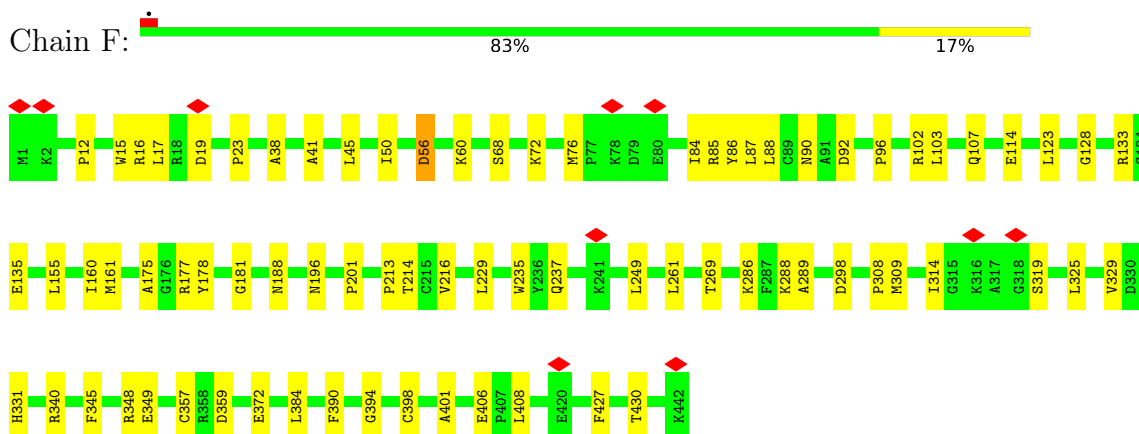 Chain F:
83% 17%
M1 K2 P12 W15 R16 L17 R18 D19 P23 A38 A41 L45 I50 D56 K60 S68 K72 M76 P77 K78 D79 E80 I84 R85 Y86 L87 L88 C89 N90 A91 D92 P96 R102 L103 Q107 E114 L123 G128 R133
E135 L155 I160 M161 A175 G176 R177 Y178 G181 N188 N196 P201 P213 T214 C215 V216 L229 W235 Y236 Q237 K241 L249 L261 T269 K286 F287 K288 A289 D298 P308 M309 I314 G315 K316 A317 G318 S319 L325 V329 D330
H331 R340 F345 R348 E349 C357 R358 D359 E372 L384 F390 G394 C398 A401 E406 P407 L408 E420 F427 T430 K442